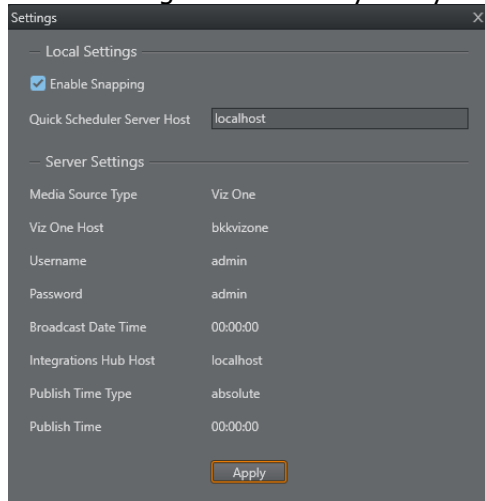 Settings
Local Settings
Enable Snapping
Quick Scheduler Server Host localhost
Server Settings
Media Source Type Viz One
Viz One Host bkkvizone
Username admin
Password admin
Broadcast Date Time 00:00:00
Integrations Hub Host localhost
Publish Time Type absolute
Publish Time 00:00:00
Apply